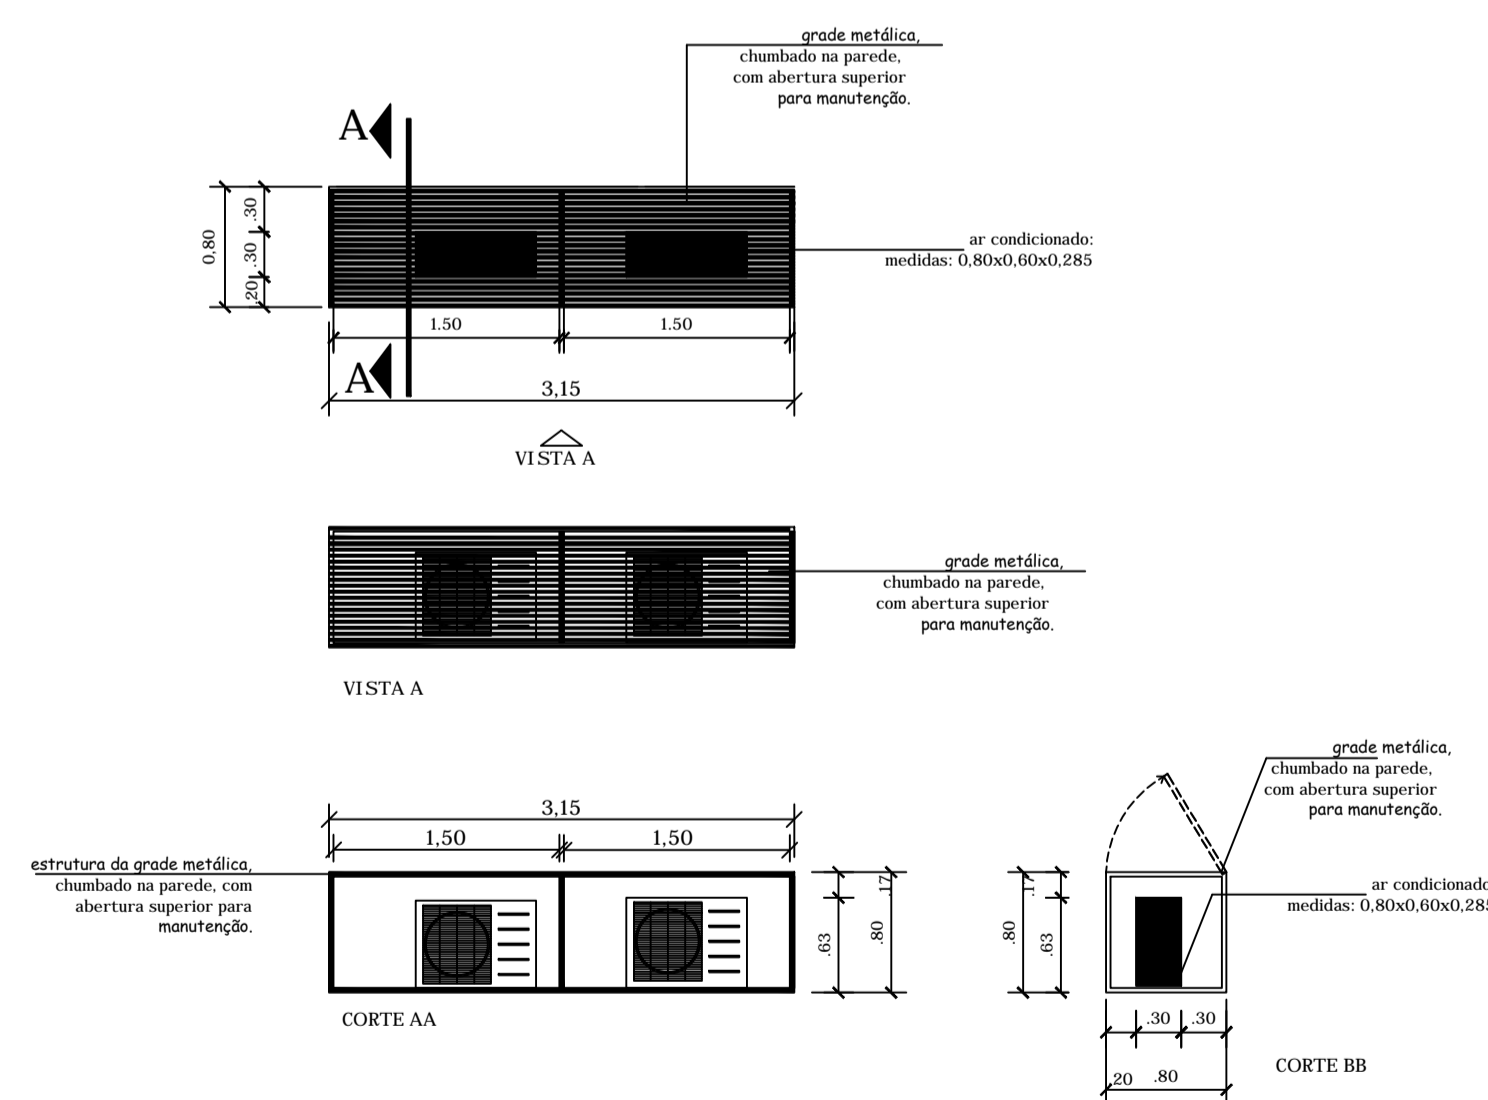 grade metálica,
chumbado na parede,
com abertura superior
para manutenção.
A
0,80
.30
.30
.20
ar condicionado:
medidas: 0,80x0,60x0,285
1.50
1.50
A
3,15
VISTA A
grade metálica,
chumbado na parede,
com abertura superior
para manutenção.
VISTA A
grade metálica,
chumbado na parede,
com abertura superior
para manutenção.
3,15
1,50
1,50
estrutura da grade metálica,
chumbado na parede, com
abertura superior para
manutenção.
.17
.63
.80
.17
.80
.63
ar condicionado
medidas: 0,80x0,60x0,285
CORTE AA
.30
.30
.20
.80
CORTE BB